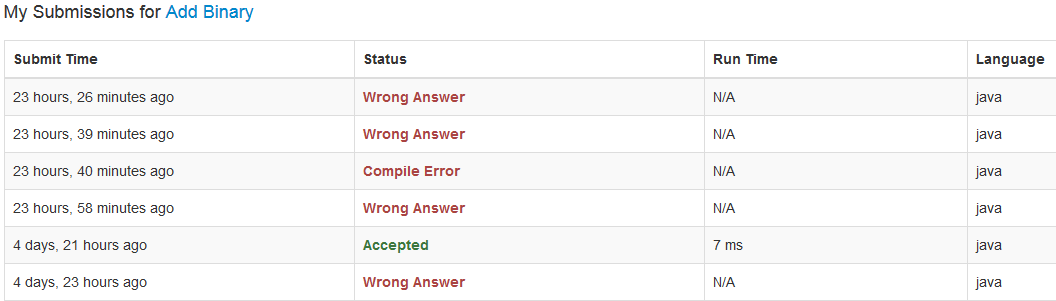 My Submissions for Add Binary
Submit Time Status Run Time Language
23 hours, 26 minutes ago Wrong Answer N/A java
23 hours, 39 minutes ago Wrong Answer N/A java
23 hours, 40 minutes ago Compile Error N/A java
23 hours, 58 minutes ago Wrong Answer N/A java
4 days, 21 hours ago Accepted 7 ms java
4 days, 23 hours ago Wrong Answer N/A java